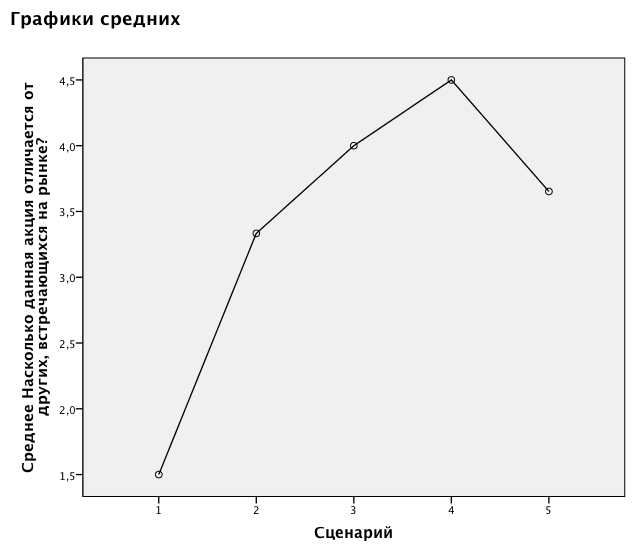 Графики средних
Среднее Насколько данная акция отличается от
других, встречающихся на рынке?
4,5
4,0
3,5
3,0
2,5
2,0
1,5
1 2 3 4 5
Сценарий